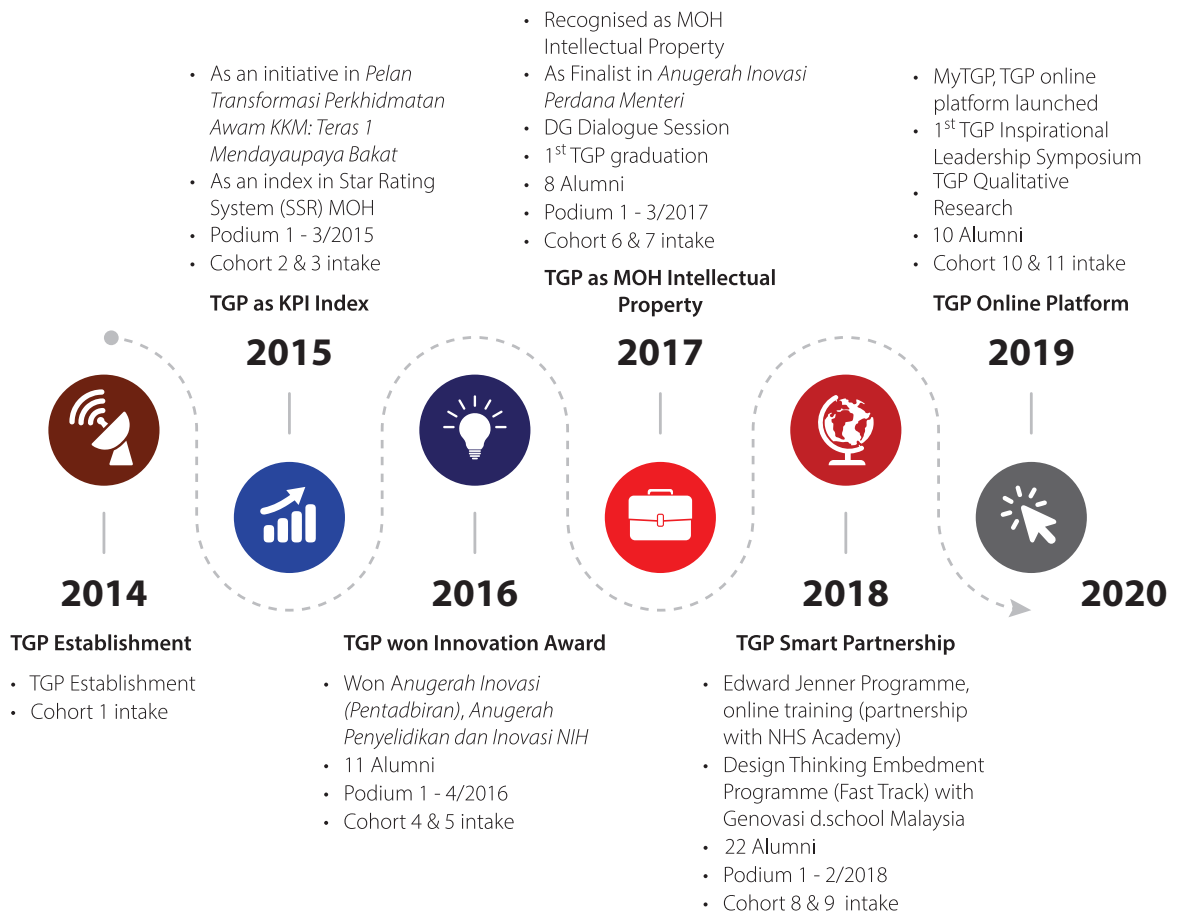 2014
TGP Establishment
• TGP Establishment
• Cohort 1 intake
• As an initiative in Pelan
Transformasi Perkhidmatan
Awam KKM: Teras 1
Mendayaupaya Bakat
• As an index in Star Rating
System (SSR) MOH
• Podium 1 - 3/2015
• Cohort 2 & 3 intake
TGP as KPI Index
2015
2016
TGP won Innovation Award
• Won Anugerah Inovasi
(Pentadbiran), Anugerah
Penyelidikan dan Inovasi NIH
• 11 Alumni
• Podium 1 - 4/2016
• Cohort 4 & 5 intake
• Recognised as MOH
Intellectual Property
• As Finalist in Anugerah Inovasi
Perdana Menteri
• DG Dialogue Session
• 1st TGP graduation
• 8 Alumni
• Podium 1 - 3/2017
• Cohort 6 & 7 intake
TGP as MOH Intellectual
Property
2017
2018
TGP Smart Partnership
• Edward Jenner Programme,
online training (partnership
with NHS Academy)
• Design Thinking Embedment
Programme (Fast Track) with
Genovasi d.school Malaysia
• 22 Alumni
• Podium 1 - 2/2018
• Cohort 8 & 9 intake
• MyTGP, TGP online
platform launched
• 1st TGP Inspirational
Leadership Symposium
• TGP Qualitative
Research
• 10 Alumni
• Cohort 10 & 11 intake
TGP Online Platform
2019
2020